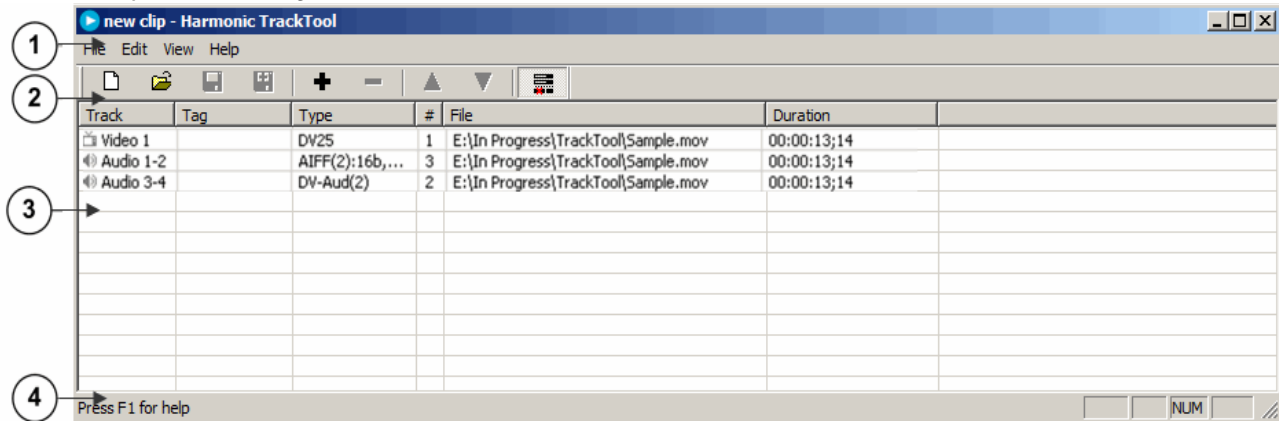 new clip - Harmonic TrackTool
1
File Edit View Help
2
Track Tag Type # File Duration
Video 1 DV25 1 E:\In Progress\TrackTool\Sample.mov 00:00:13;14
Audio 1-2 AIFF(2):16b,... 3 E:\In Progress\TrackTool\Sample.mov 00:00:13;14
Audio 3-4 DV-Aud(2) 2 E:\In Progress\TrackTool\Sample.mov 00:00:13;14
3
4
Press F1 for help NUM